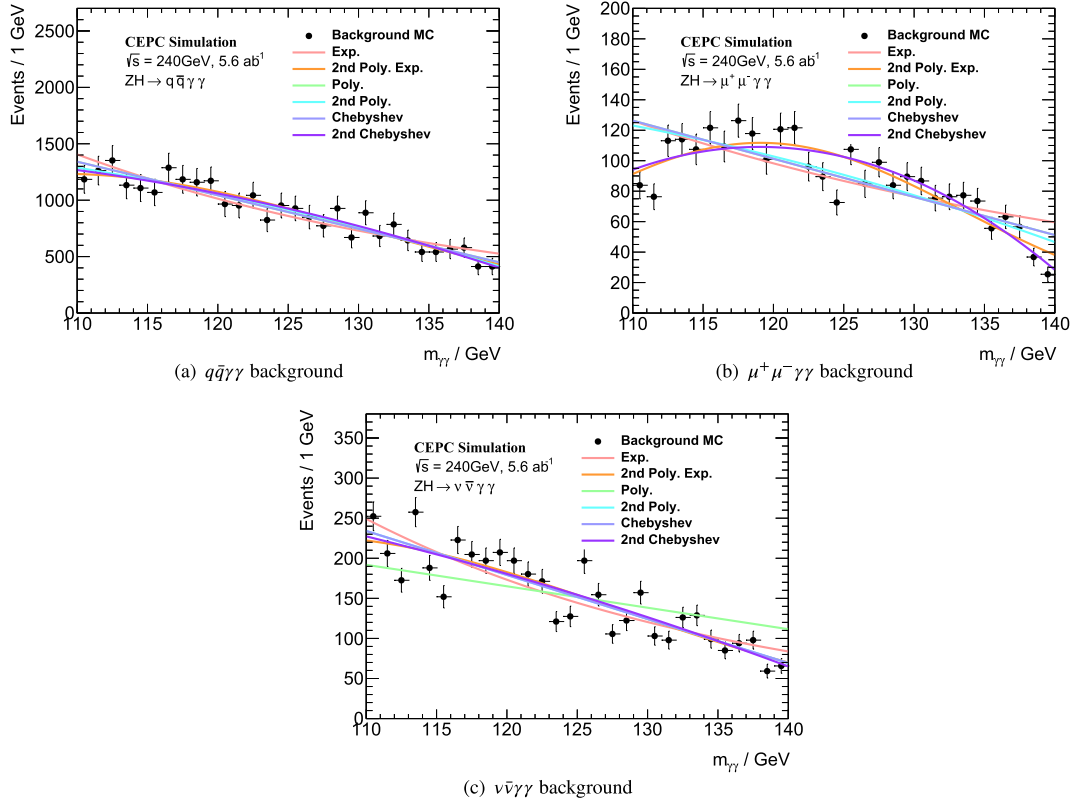 Events / 1 GeV
2500
2000
1500
1000
500
0
CEPC Simulation
√s = 240GeV, 5.6 ab⁻¹
ZH → q q̄ γ γ
Background MC
Exp.
2nd Poly. Exp.
Poly.
2nd Poly.
Chebyshev
2nd Chebyshev
110 115 120 125 130 135 140
m_γγ / GeV
(a) qq̄γγ background
Events / 1 GeV
200
180
160
140
120
100
80
60
40
20
0
CEPC Simulation
√s = 240GeV, 5.6 ab⁻¹
ZH → μ⁺ μ⁻ γ γ
Background MC
Exp.
2nd Poly. Exp.
Poly.
2nd Poly.
Chebyshev
2nd Chebyshev
110 115 120 125 130 135 140
m_γγ / GeV
(b) μ⁺μ⁻γγ background
Events / 1 GeV
350
300
250
200
150
100
50
0
CEPC Simulation
√s = 240GeV, 5.6 ab⁻¹
ZH → ν ν̄ γ γ
Background MC
Exp.
2nd Poly. Exp.
Poly.
2nd Poly.
Chebyshev
2nd Chebyshev
110 115 120 125 130 135 140
m_γγ / GeV
(c) νν̄γγ background